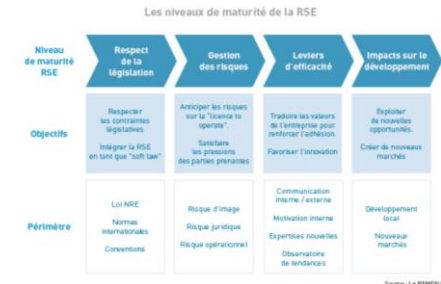 Les niveaux de maturité de la RSE
Niveau
de maturité
RSE
Respect
de la
législation
Gestion
des risques
Leviers
d'efficacité
Impacts sur le
développement
Objectifs
Respecter
les contraintes
législatives
Intégrer la RSE
en tant que "soft law"
Anticiper les risques
sur la "licence to
operate".
Satisfaire
les pressions
des parties prenantes
Traduire les valeurs
de l'entreprise pour
renforcer l'adhésion.
Favoriser l'innovation
Exploiter
de nouvelles
opportunités.
Créer de nouveaux
marchés
Périmètre
Loi NRE
Normes
internationales
Conventions
Risque d'image
Risque juridique
Risque opérationnel
Communication
interne / externe
Motivation interne
Expertises nouvelles
Observatoire
de tendances
Développement
local
Nouveaux
marchés